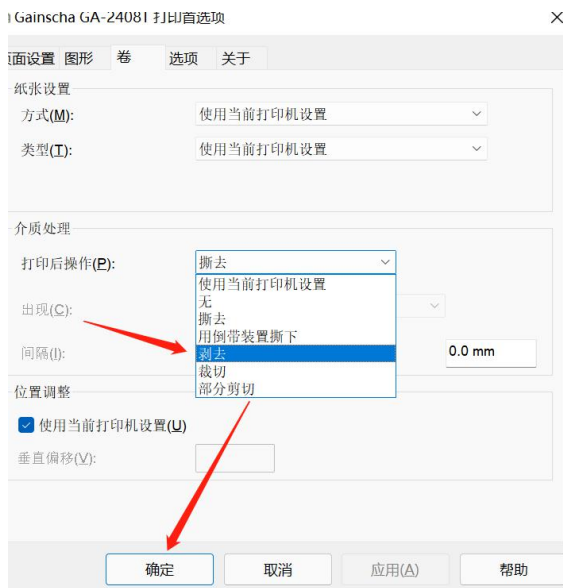 Gainscha GA-2408T 打印首选项
页面设置 图形 卷 选项 关于
纸张设置
方式(M): 使用当前打印机设置
类型(T): 使用当前打印机设置
介质处理
打印后操作(P): 撕去
使用当前打印机设置
无
撕去
出现(C):
用倒带装置撕下
剥去
间隔(I): 0.0 mm
裁切
部分剪切
位置调整
使用当前打印机设置(U)
垂直偏移(V):
确定 取消 应用(A) 帮助